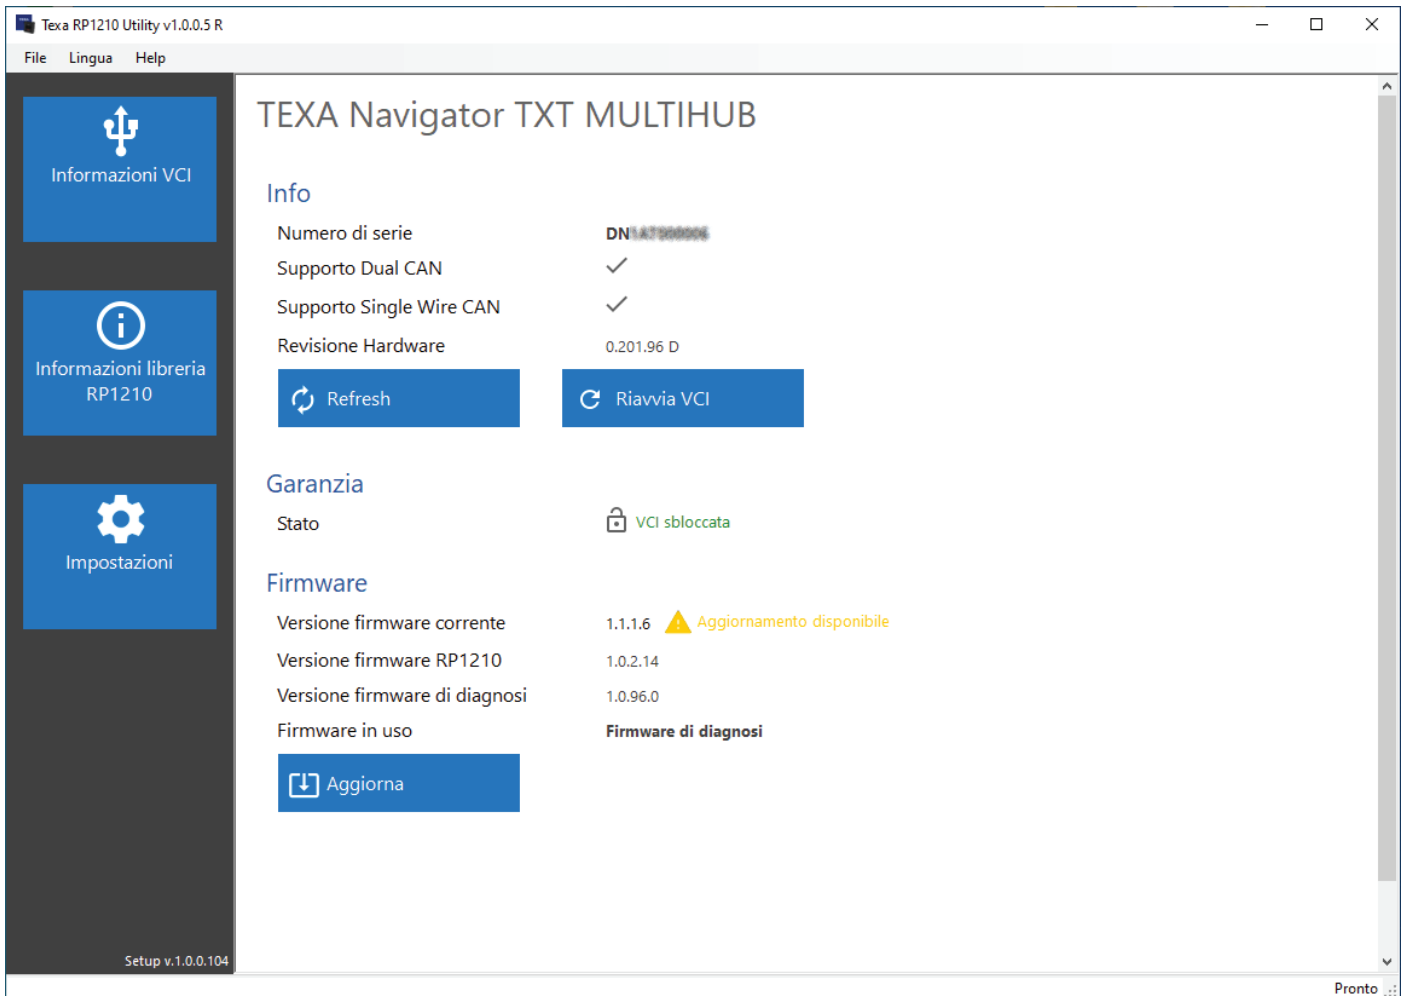 Texa RP1210 Utility v1.0.0.5 R
File Lingua Help
Informazioni VCI
Informazioni libreria
RP1210
Impostazioni
Setup v.1.0.0.104
TEXA Navigator TXT MULTIHUB
Info
Numero di serie DN
Supporto Dual CAN
Supporto Single Wire CAN
Revisione Hardware 0.201.96 D
Refresh Riavvia VCI
Garanzia
Stato VCI sbloccata
Firmware
Versione firmware corrente 1.1.1.6 Aggiornamento disponibile
Versione firmware RP1210 1.0.2.14
Versione firmware di diagnosi 1.0.96.0
Firmware in uso Firmware di diagnosi
Aggiorna
Pronto